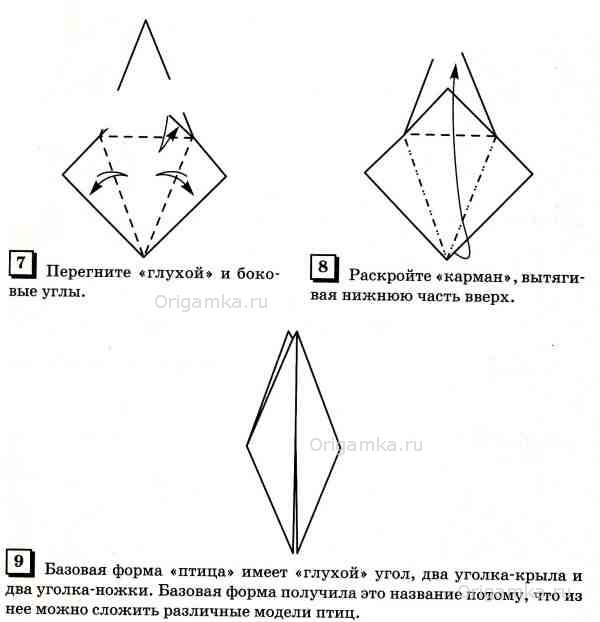 7 Перегните «глухой» и боко-
вые углы.
Origamka.ru
8 Раскройте «карман», вытяги-
вая нижнюю часть вверх.
Origamka.ru
9 Базовая форма «птица» имеет «глухой» угол, два уголка-крыла и
два уголка-ножки. Базовая форма получила это название потому, что из
нее можно сложить различные модели птиц.
Origamka.ru